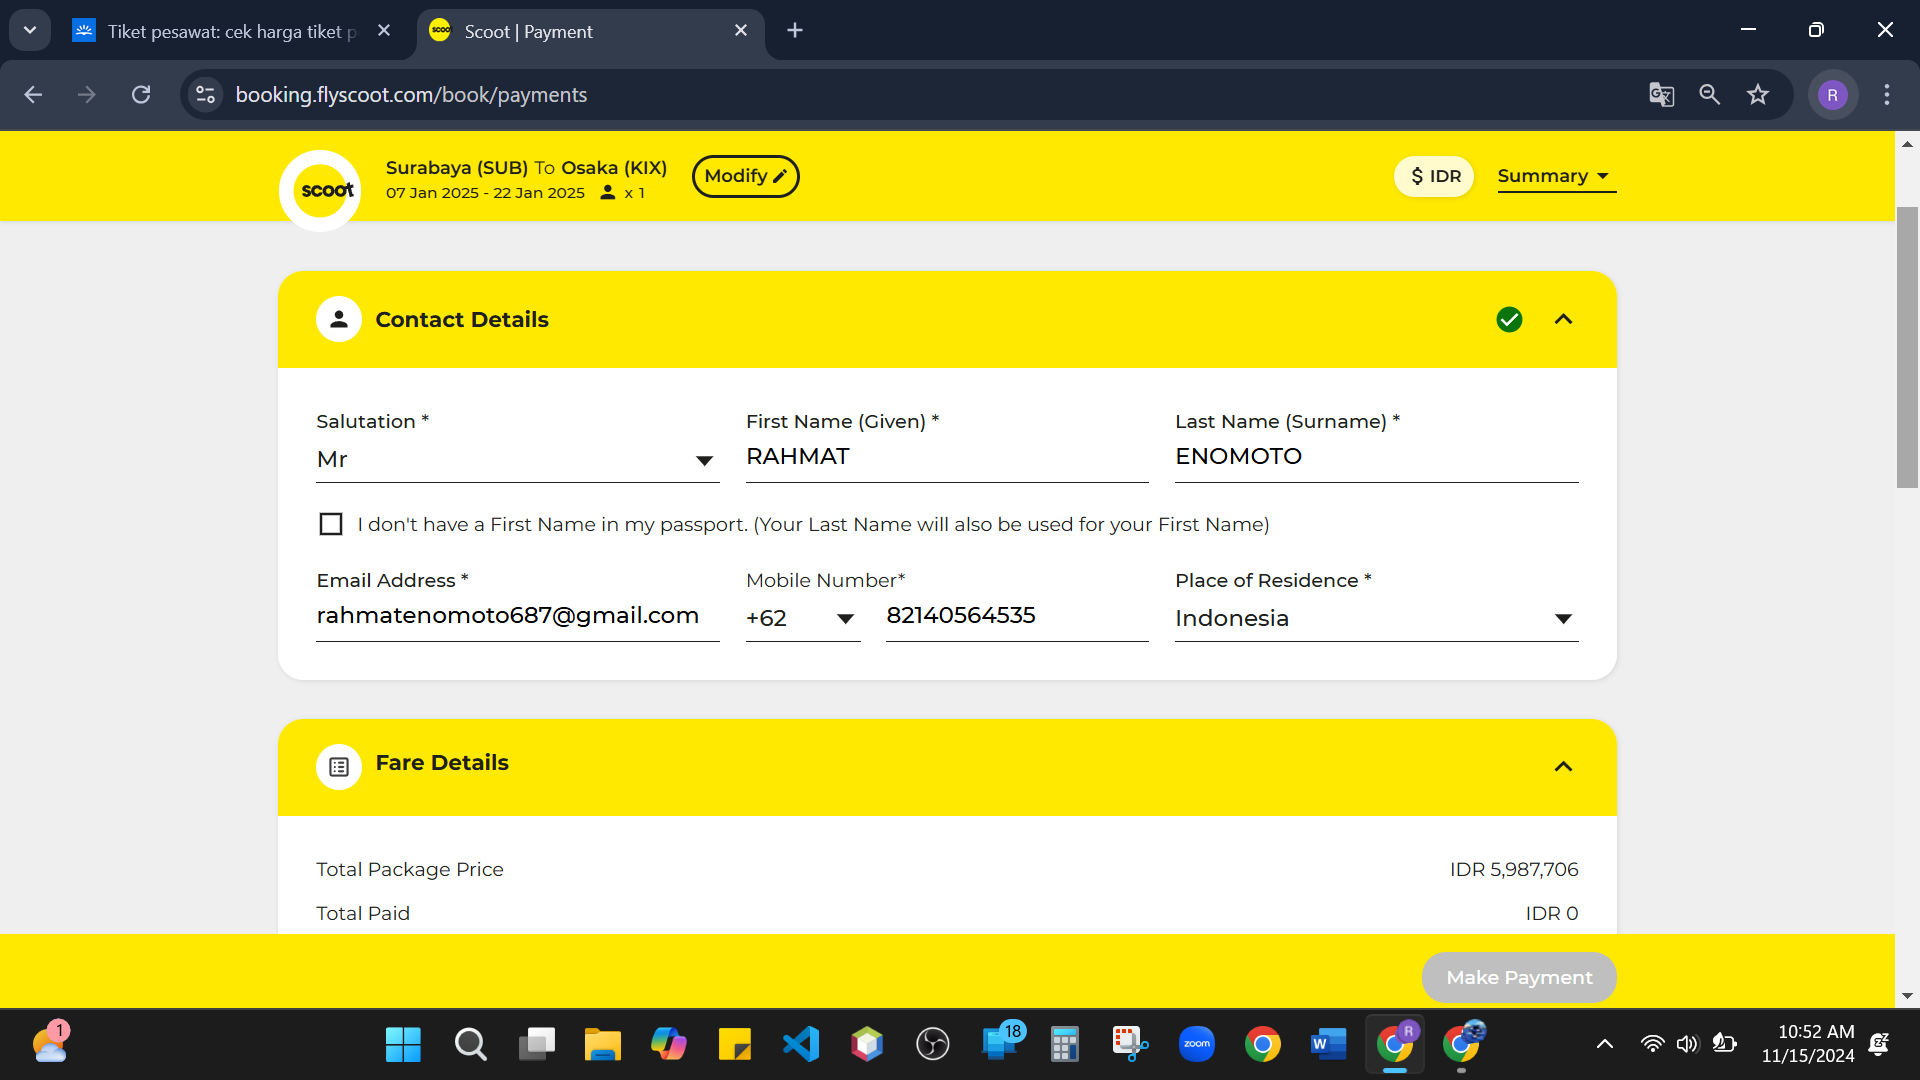 Tiket pesawat: cek harga tiket p
Scoot | Payment
booking.flyscoot.com/book/payments
R
scoot
Surabaya (SUB) To Osaka (KIX)
07 Jan 2025 - 22 Jan 2025 x 1
Modify
$ IDR
Summary
Contact Details
Salutation *
First Name (Given) *
Last Name (Surname) *
Mr
RAHMAT
ENOMOTO
I don't have a First Name in my passport. (Your Last Name will also be used for your First Name)
Email Address *
Mobile Number*
Place of Residence *
rahmatenomoto687@gmail.com
+62
82140564535
Indonesia
Fare Details
Total Package Price
IDR 5,987,706
Total Paid
IDR 0
Make Payment
1
18
zoom
W
R
10:52 AM
11/15/2024